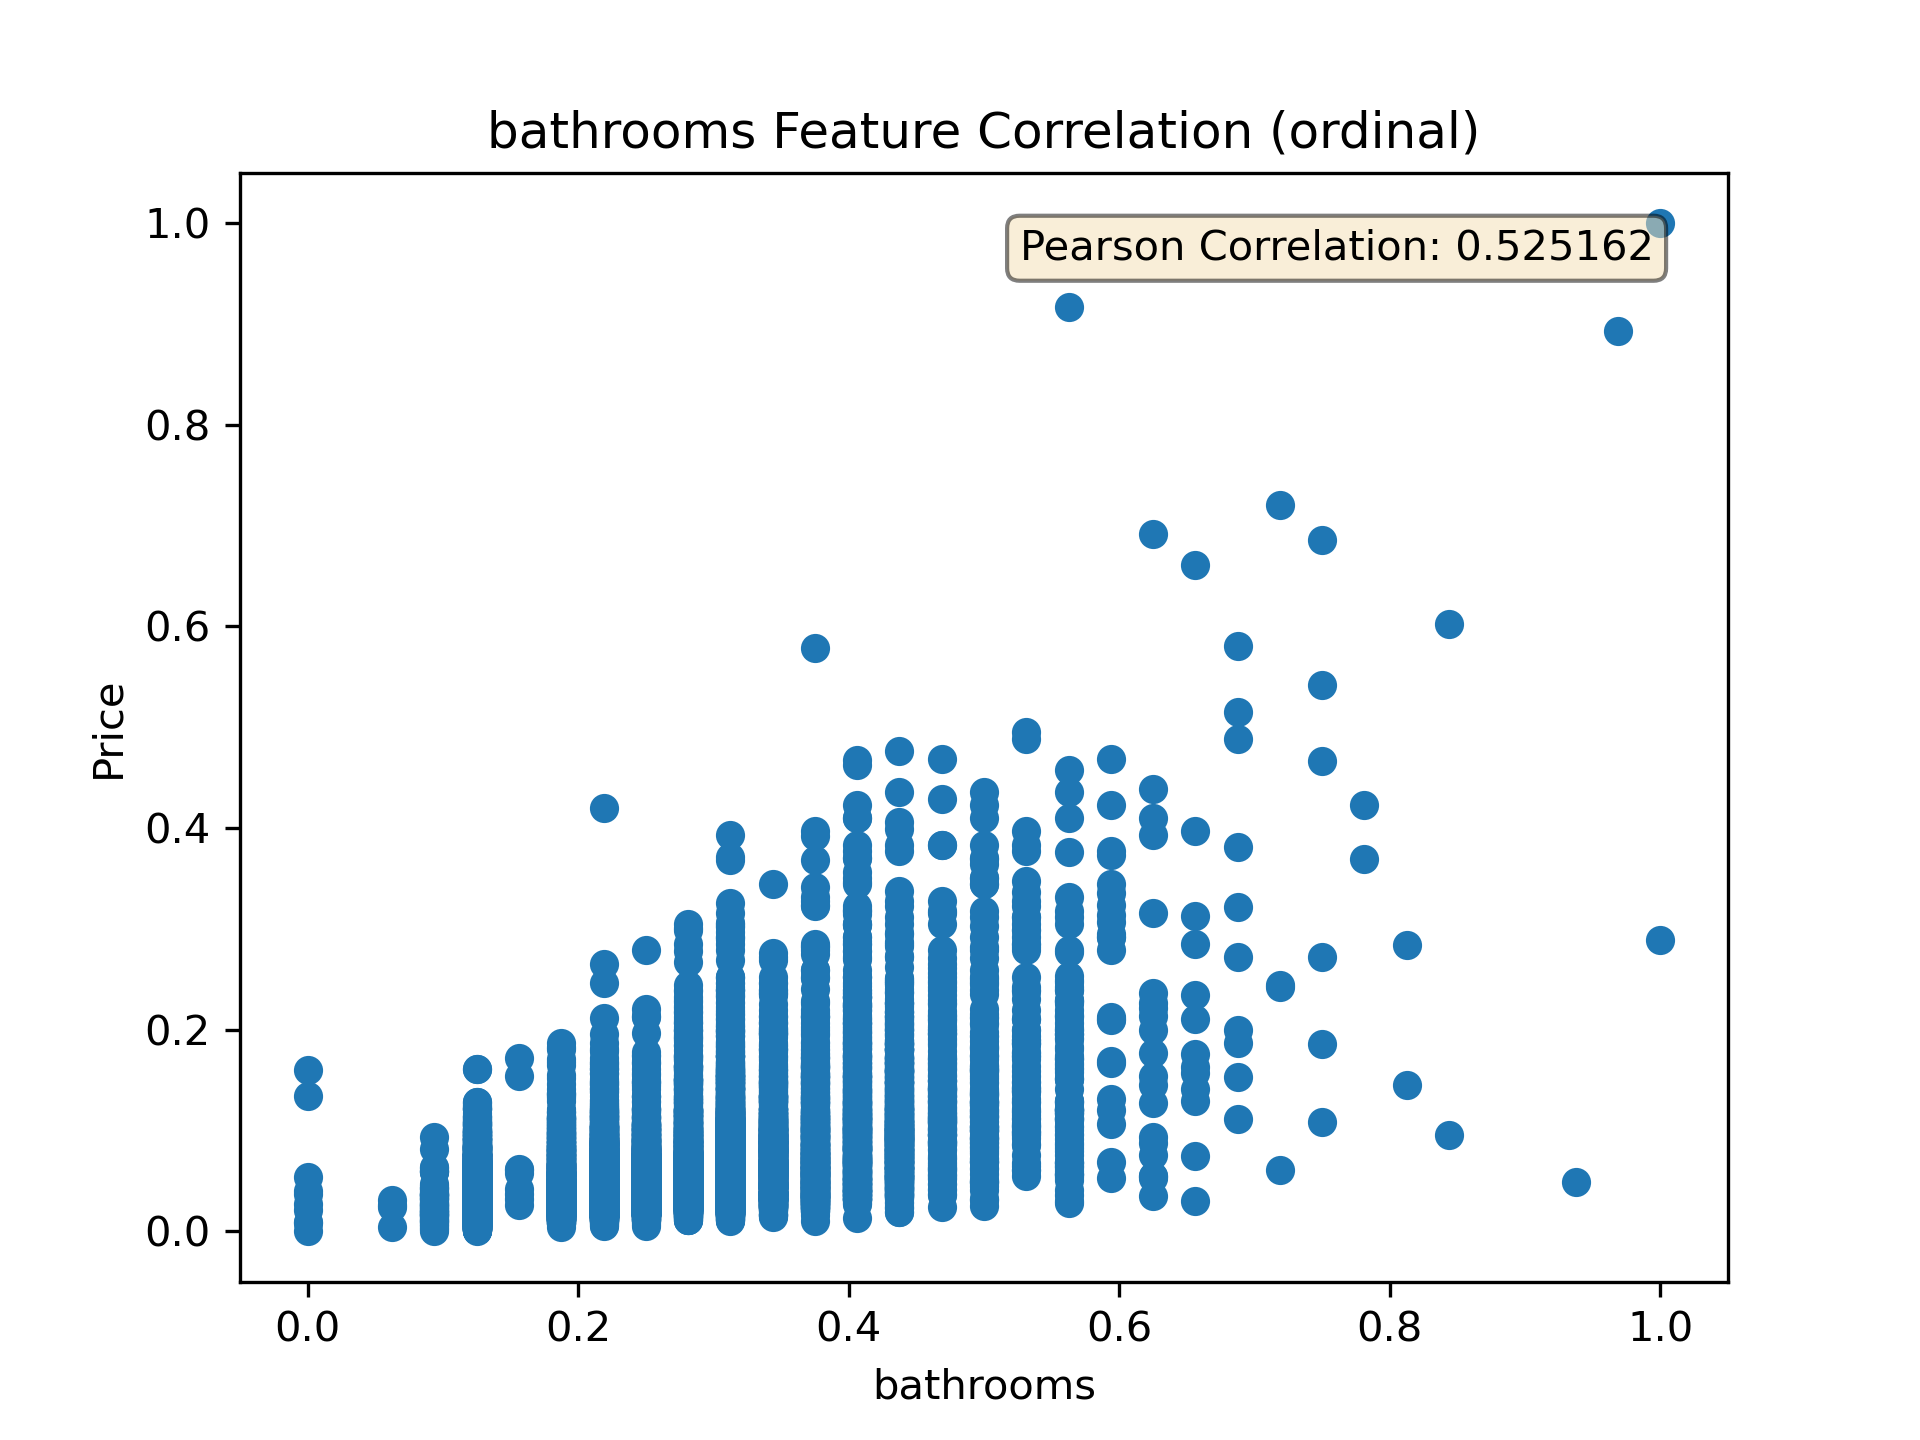 bathrooms Feature Correlation (ordinal)
Pearson Correlation: 0.525162
1.0
0.8
0.6
0.4
0.2
0.0
Price
0.0 0.2 0.4 0.6 0.8 1.0
bathrooms